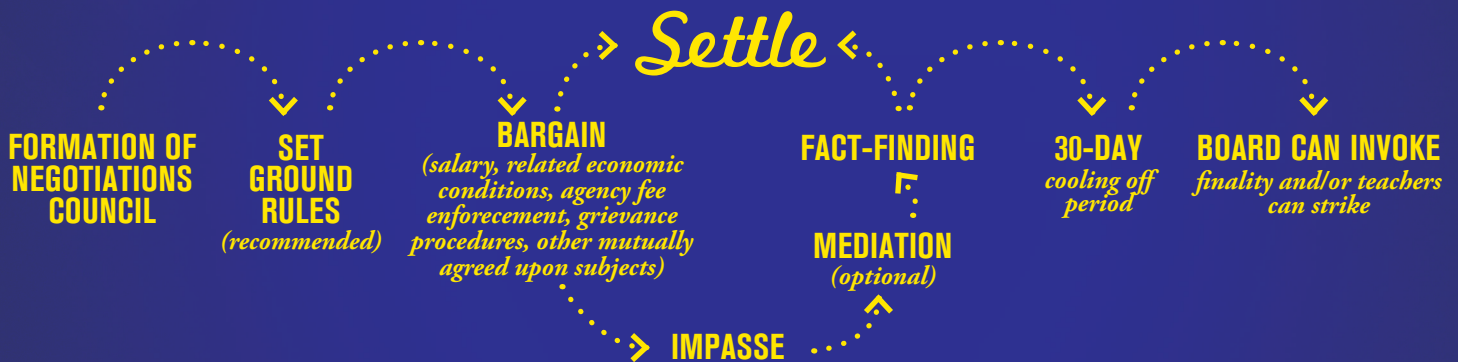 Settle
FORMATION OF
NEGOTIATIONS
COUNCIL
SET
GROUND
RULES
(recommended)
BARGAIN
(salary, related economic
conditions, agency fee
enforecement, grievance
procedures, other mutually
agreed upon subjects)
IMPASSE
MEDIATION
(optional)
FACT-FINDING
30-DAY
cooling off
period
BOARD CAN INVOKE
finality and/or teachers
can strike